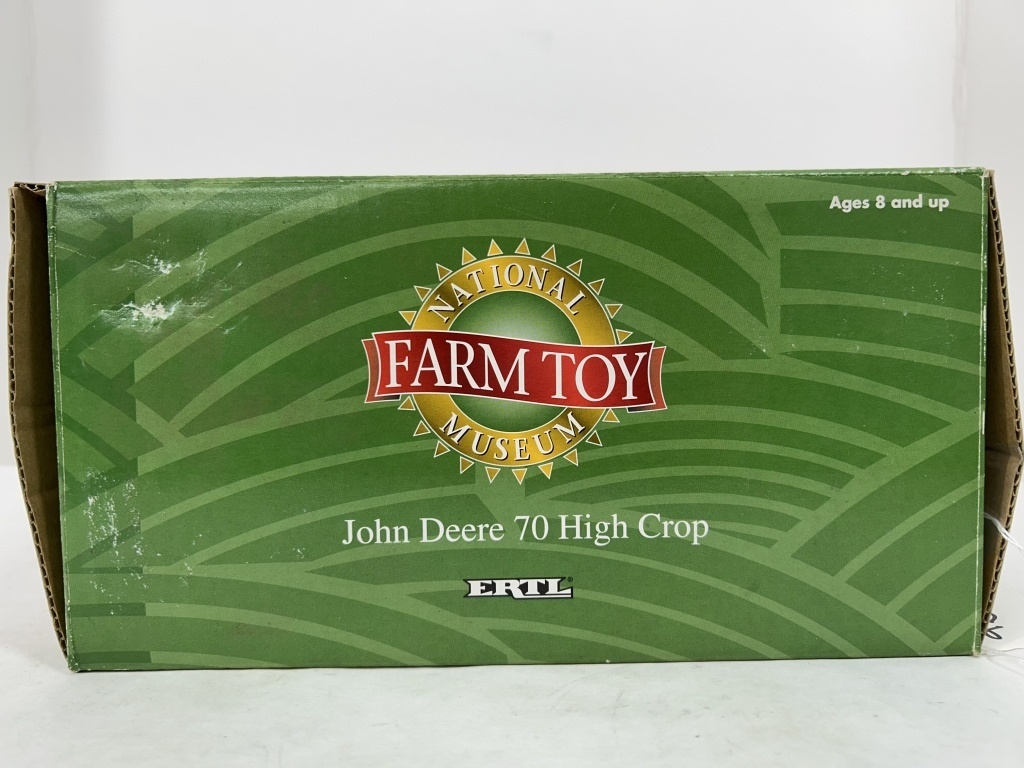 Ages 8 and up
NATIONAL
FARM TOY
MUSEUM
John Deere 70 High Crop
ERTL®